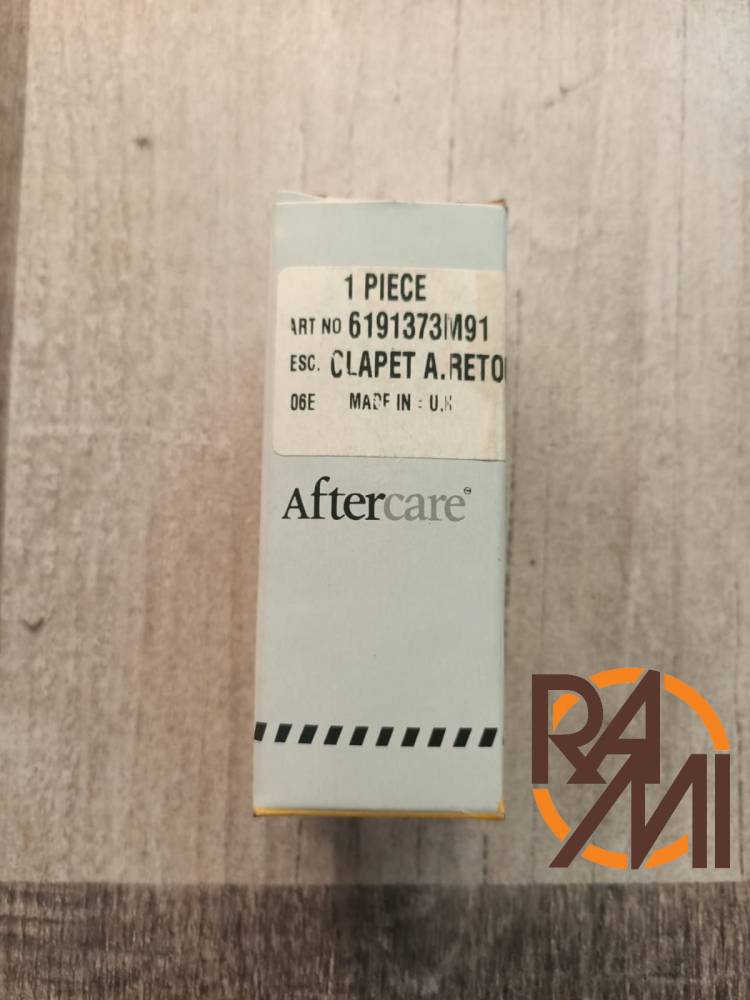 1 PIECE
ART NO 6191373M91
ESC. CLAPET A.RETO
06E MADE IN : U.K
Aftercare
RAMI